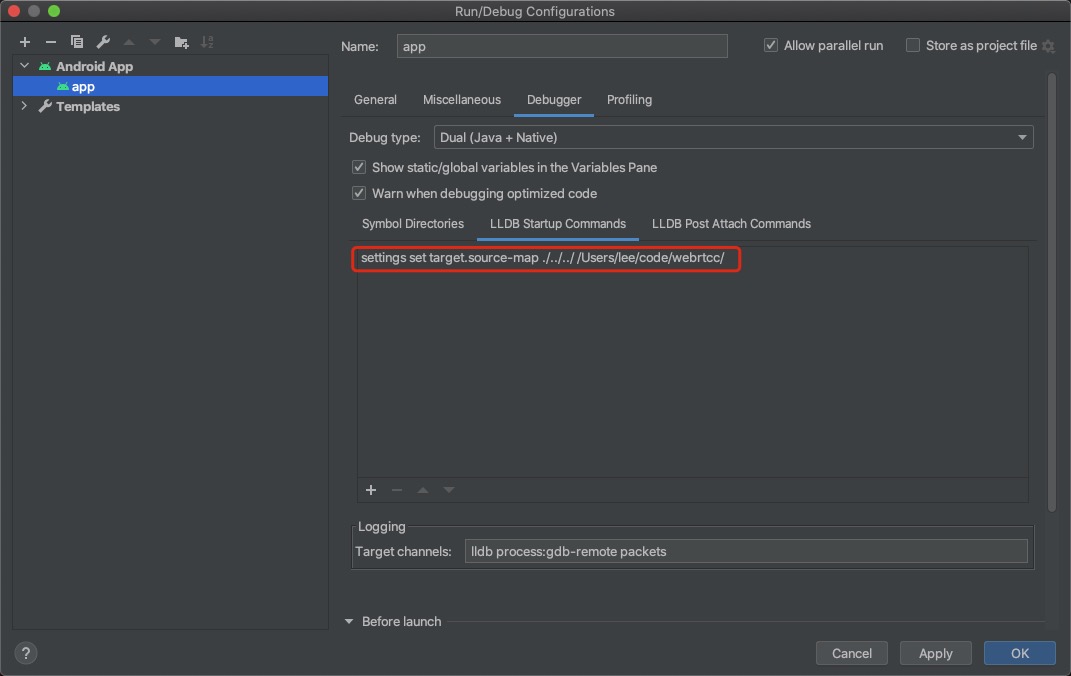 Run/Debug Configurations
Name: app
Allow parallel run
Store as project file
Android App
app
Templates
General Miscellaneous Debugger Profiling
Debug type: Dual (Java + Native)
Show static/global variables in the Variables Pane
Warn when debugging optimized code
Symbol Directories LLDB Startup Commands LLDB Post Attach Commands
settings set target.source-map ./../../ /Users/lee/code/webrtcc/
Logging
Target channels: lldb process:gdb-remote packets
Before launch
? Cancel Apply OK